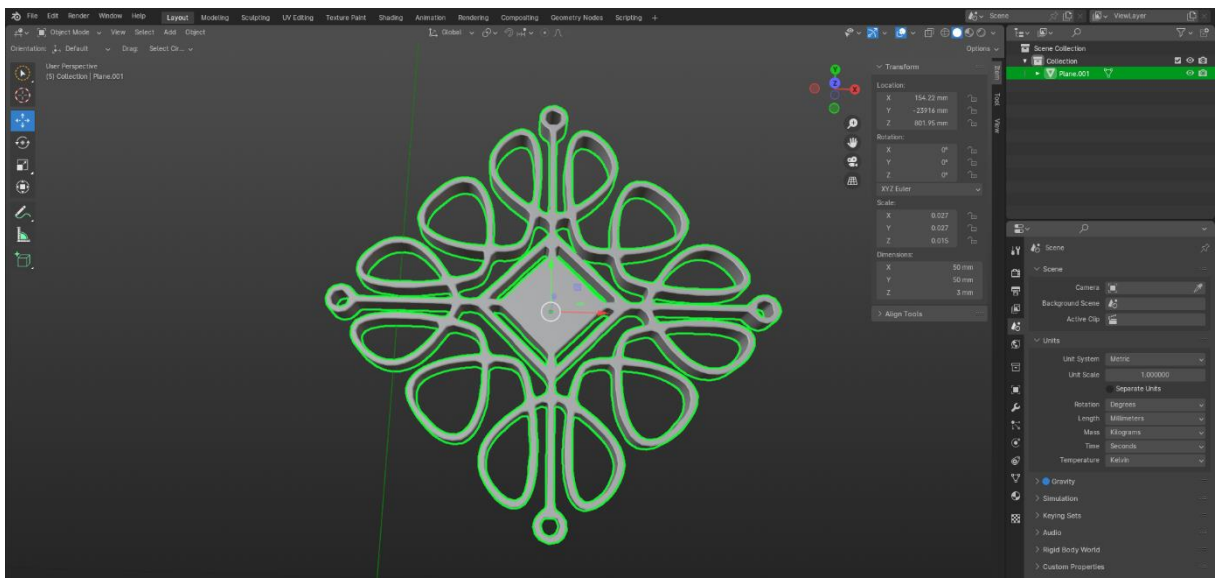 File Edit Render Window Help Layout Modeling Sculpting UV Editing Texture Paint Shading Animation Rendering Compositing Geometry Nodes Scripting + Scene ViewLayer
Object Mode View Select Add Object Global Options
Orientation: Default Drag: Select Cir...
User Perspective
(5) Collection | Plane.001
Y
Z
X
Transform
Location:
X 154.22 mm
Y -23916 mm
Z 801.95 mm
Rotation:
X 0°
Y 0°
Z 0°
XYZ Euler
Scale:
X 0.027
Y 0.027
Z 0.015
Dimensions:
X 50 mm
Y 50 mm
Z 3 mm
Align Tools
Item
Tool
View
Scene Collection
Collection
Plane.001
Scene
Scene
Camera
Background Scene
Active Clip
Units
Unit System Metric
Unit Scale 1.000000
Separate Units
Rotation Degrees
Length Millimeters
Mass Kilograms
Time Seconds
Temperature Kelvin
Gravity
Simulation
Keying Sets
Audio
Rigid Body World
Custom Properties